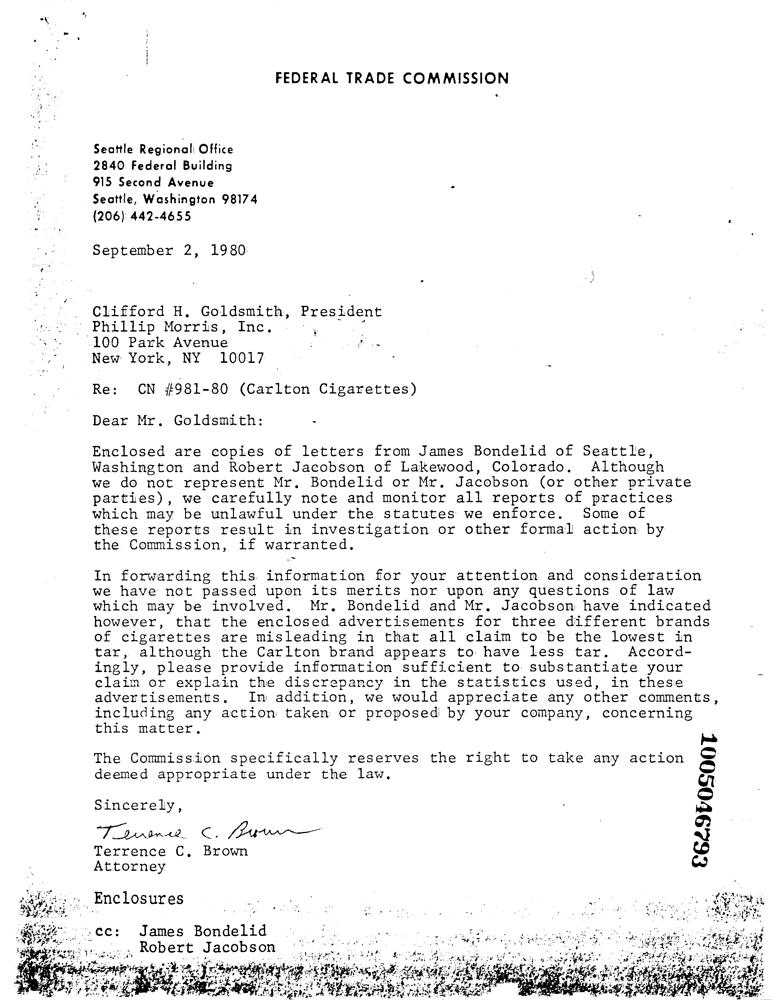 FEDERAL TRADE COMMISSION
Seattle Regional Office
2840 Federal Building
915 Second Avenue
Seattle, Washington 98174
(206) 442-4655
September 2, 1980
Clifford H. Goldsmith, President
Phillip Morris, Inc.
100 Park Avenue
New York, NY 10017
Re: CN #981-80 (Carlton Cigarettes)
Dear Mr. Goldsmith:
Enclosed are copies of letters from James Bondelid of Seattle,
Washington and Robert Jacobson of Lakewood, Colorado. Although
we do not represent Mr. Bondelid or Mr. Jacobson (or other private
parties), we carefully note and monitor all reports of practices
which may be unlawful under the statutes we enforce. Some of
these reports result in investigation or other formal action by
the Commission, if warranted.
In forwarding this information for your attention and consideration
we have not passed upon its merits nor upon any questions of law
which may be involved. Mr. Bondelid and Mr. Jacobson have indicated
however, that the enclosed advertisements for three different brands
of cigarettes are misleading in that all claim to be the lowest in
tar, although the Carlton brand appears to have less tar. Accord-
ingly, please provide information sufficient to substantiate your
claim or explain the discrepancy in the statistics used, in these
advertisements. In addition, we would appreciate any other comments,
including any action taken or proposed by your company, concerning
this matter.
The Commission specifically reserves the right to take any action
deemed appropriate under the law.
Sincerely,
Terrence C. Brown
Terrence C. Brown
Attorney
Enclosures
cc: James Bondelid
Robert Jacobson
1005046793